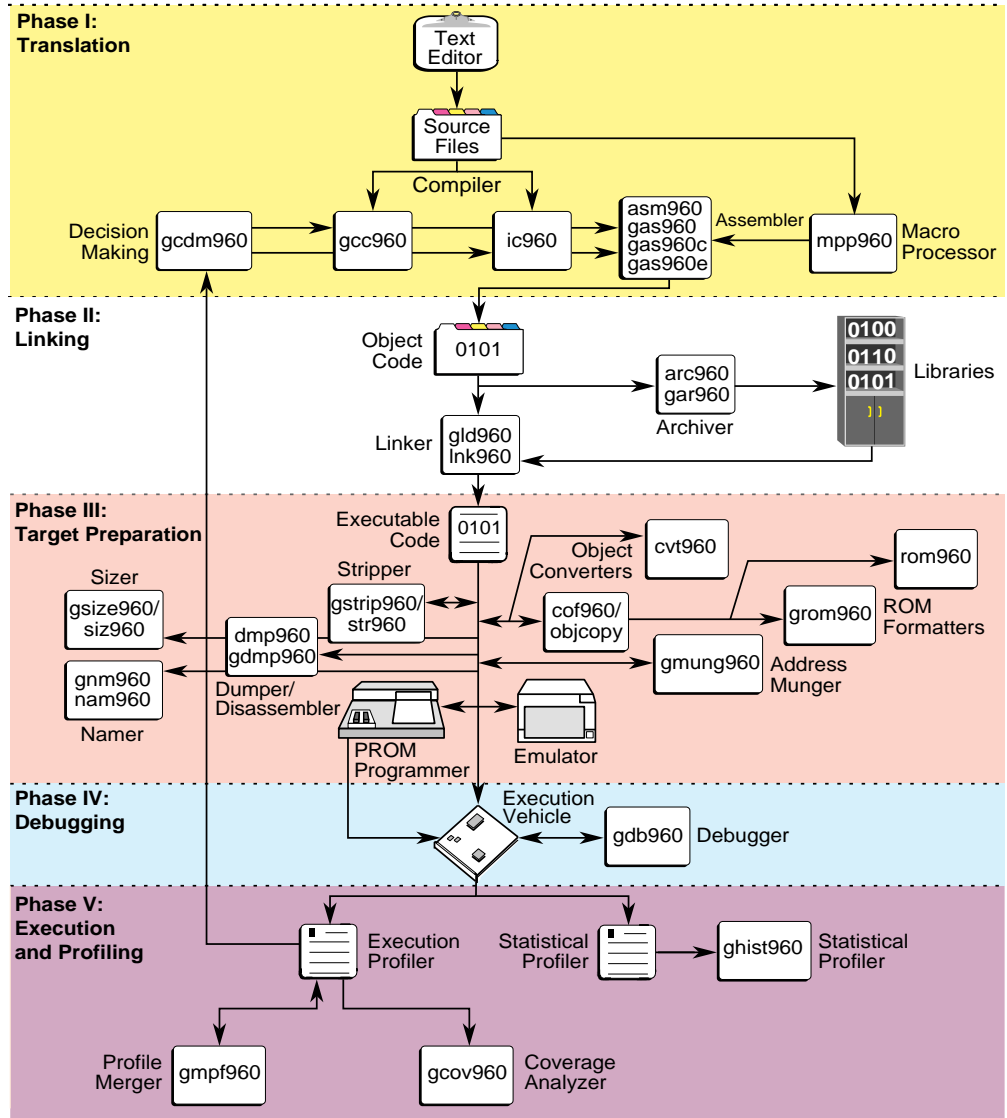 Phase I:
Translation
Text
Editor
Source
Files
Compiler
Decision
Making
gcdm960
gcc960
ic960
asm960
gas960
gas960c
gas960e
Assembler
mpp960
Macro
Processor
Phase II:
Linking
Object
Code
0101
arc960
gar960
Archiver
0100
0110
0101
Libraries
Linker
gld960
lnk960
Phase III:
Target Preparation
Executable
Code
0101
Object
Converters
cvt960
rom960
Sizer
gsize960/
siz960
Stripper
gstrip960/
str960
cof960/
objcopy
grom960
ROM
Formatters
dmp960
gdmp960
Dumper/
Disassembler
gmung960
Address
Munger
gnm960
nam960
Namer
PROM
Programmer
Emulator
Phase IV:
Debugging
Execution
Vehicle
gdb960
Debugger
Phase V:
Execution
and Profiling
Execution
Profiler
Statistical
Profiler
ghist960
Statistical
Profiler
Profile
Merger
gmpf960
gcov960
Coverage
Analyzer